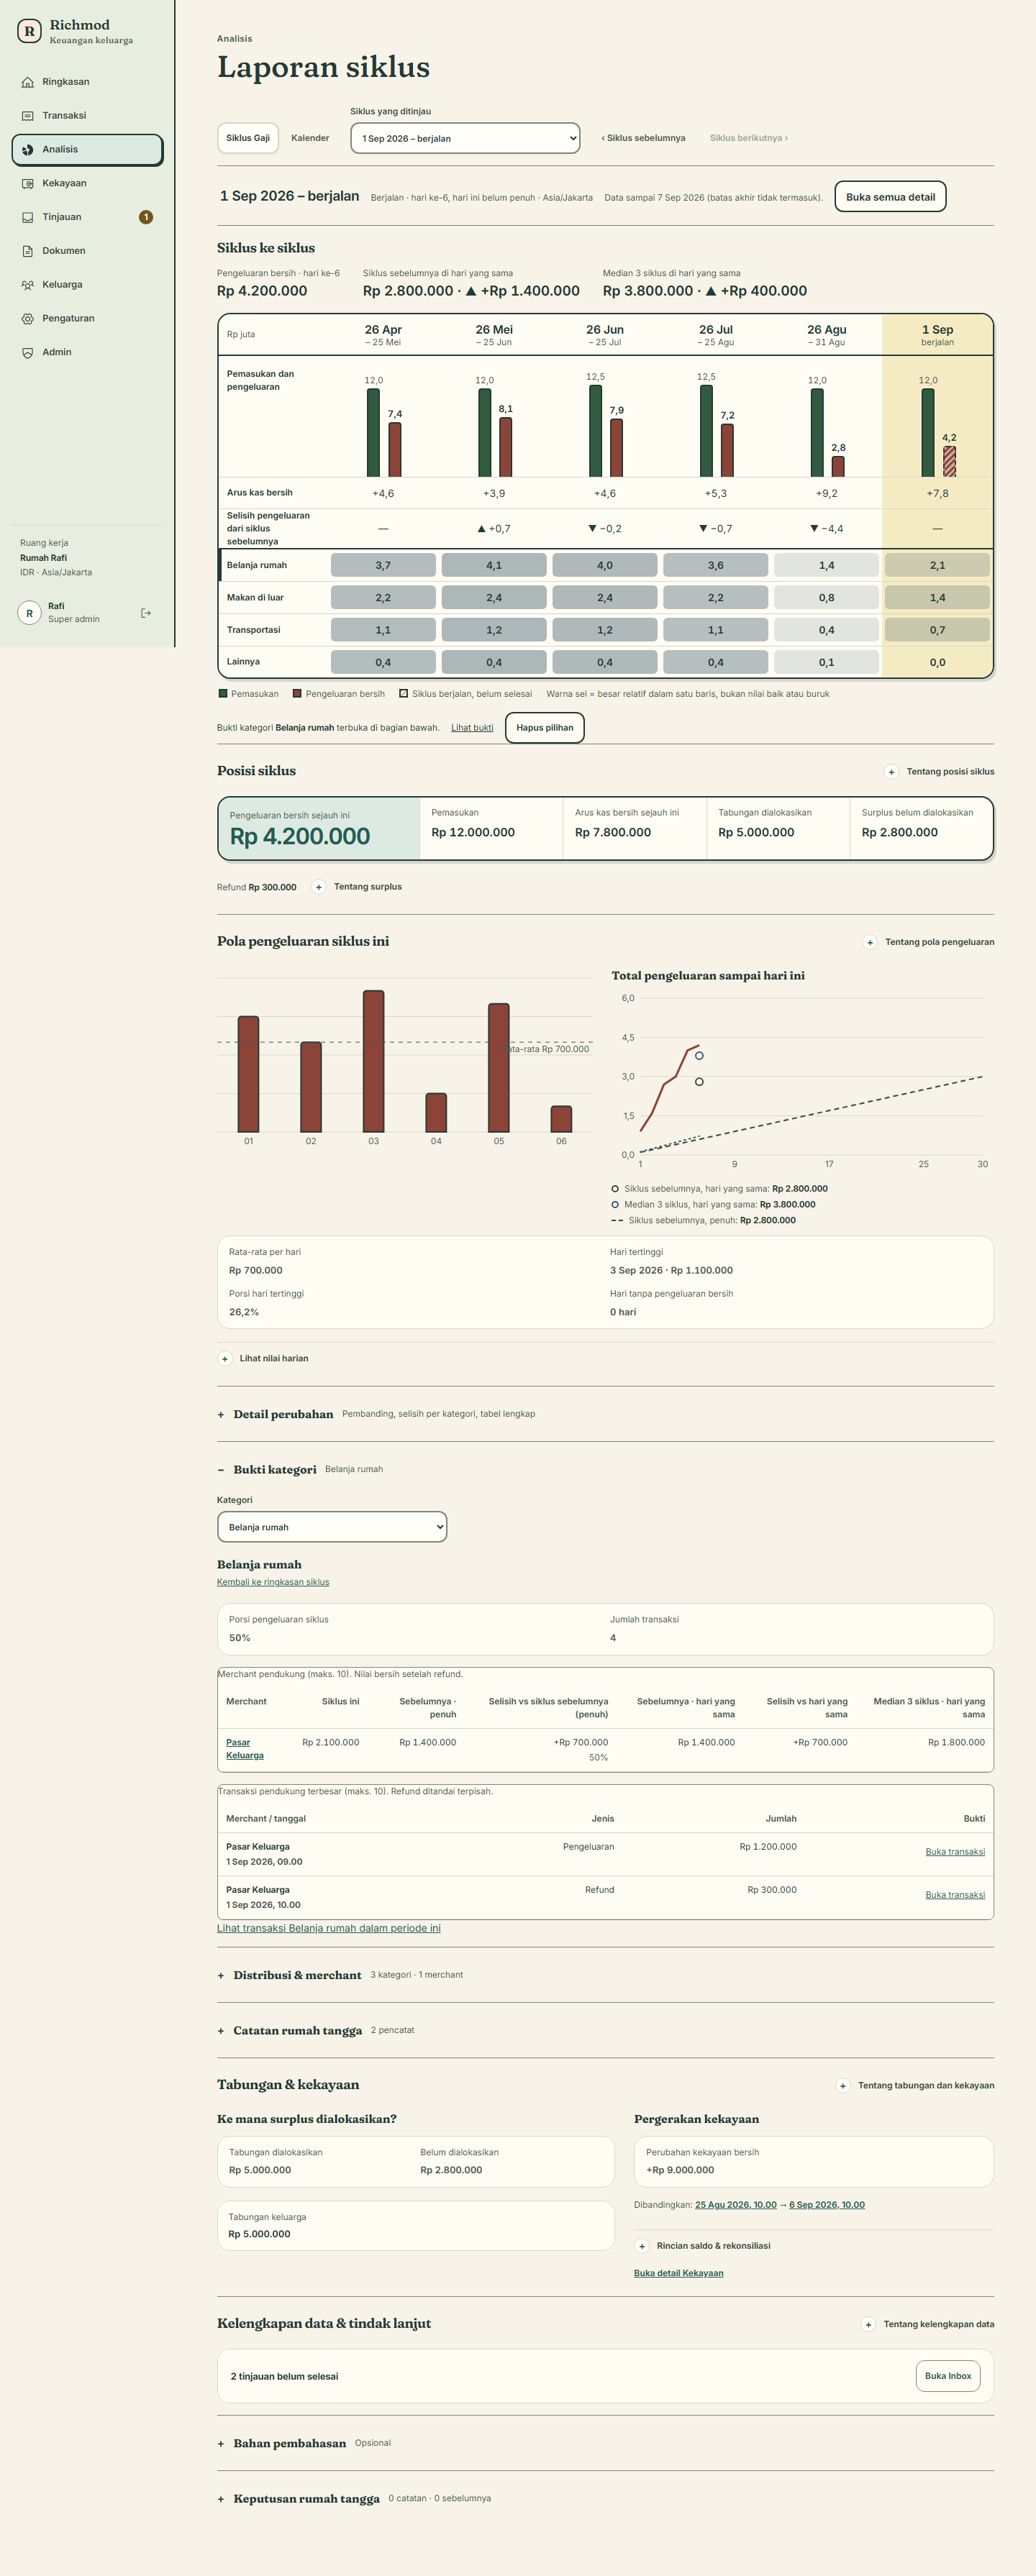 R
Richmod
Keuangan keluarga
Ringkasan
Transaksi
Analisis
Kekayaan
Tinjauan 1
Dokumen
Keluarga
Pengaturan
Admin
Ruang kerja
Rumah Rafi
IDR · Asia/Jakarta
R
Rafi
Super admin
Analisis
Laporan siklus
Siklus yang ditinjau
Siklus Gaji Kalender 1 Sep 2026 – berjalan ‹ Siklus sebelumnya Siklus berikutnya ›
1 Sep 2026 – berjalan Berjalan · hari ke-6, hari ini belum penuh · Asia/Jakarta Data sampai 7 Sep 2026 (batas akhir tidak termasuk). Buka semua detail
Siklus ke siklus
Pengeluaran bersih · hari ke-6 Siklus sebelumnya di hari yang sama Median 3 siklus di hari yang sama
Rp 4.200.000 Rp 2.800.000 · ▲ +Rp 1.400.000 Rp 3.800.000 · ▲ +Rp 400.000
Rp juta 26 Apr 26 Mei 26 Jun 26 Jul 26 Agu 1 Sep
– 25 Mei – 25 Jun – 25 Jul – 25 Agu – 31 Agu berjalan
Pemasukan dan
pengeluaran
12,0 7,4 12,0 8,1 12,5 7,9 12,5 7,2 12,0 2,8 12,0 4,2
Arus kas bersih +4,6 +3,9 +4,6 +5,3 +9,2 +7,8
Selisih pengeluaran
dari siklus
sebelumnya
— ▲ +0,7 ▼ −0,2 ▼ −0,7 ▼ −4,4 —
Belanja rumah 3,7 4,1 4,0 3,6 1,4 2,1
Makan di luar 2,2 2,4 2,4 2,2 0,8 1,4
Transportasi 1,1 1,2 1,2 1,1 0,4 0,7
Lainnya 0,4 0,4 0,4 0,4 0,1 0,0
Pemasukan Pengeluaran bersih Siklus berjalan, belum selesai Warna sel = besar relatif dalam satu baris, bukan nilai baik atau buruk
Bukti kategori Belanja rumah terbuka di bagian bawah. Lihat bukti Hapus pilihan
Posisi siklus + Tentang posisi siklus
Pengeluaran bersih sejauh ini Pemasukan Arus kas bersih sejauh ini Tabungan dialokasikan Surplus belum dialokasikan
Rp 4.200.000 Rp 12.000.000 Rp 7.800.000 Rp 5.000.000 Rp 2.800.000
Refund Rp 300.000 + Tentang surplus
Pola pengeluaran siklus ini + Tentang pola pengeluaran
ata-rata Rp 700.000
01 02 03 04 05 06
Total pengeluaran sampai hari ini
6,0
4,5
3,0
1,5
0,0
1 9 17 25 30
Siklus sebelumnya, hari yang sama: Rp 2.800.000
Median 3 siklus, hari yang sama: Rp 3.800.000
Siklus sebelumnya, penuh: Rp 2.800.000
Rata-rata per hari Hari tertinggi
Rp 700.000 3 Sep 2026 · Rp 1.100.000
Porsi hari tertinggi Hari tanpa pengeluaran bersih
26,2% 0 hari
+ Lihat nilai harian
+ Detail perubahan Pembanding, selisih per kategori, tabel lengkap
− Bukti kategori Belanja rumah
Kategori
Belanja rumah
Belanja rumah
Kembali ke ringkasan siklus
Porsi pengeluaran siklus Jumlah transaksi
50% 4
Merchant pendukung (maks. 10). Nilai bersih setelah refund.
Merchant Siklus ini Sebelumnya · Selisih vs siklus sebelumnya Sebelumnya · hari yang Selisih vs hari yang Median 3 siklus · hari yang
penuh (penuh) sama sama sama
Pasar Rp 2.100.000 Rp 1.400.000 +Rp 700.000 Rp 1.400.000 +Rp 700.000 Rp 1.800.000
Keluarga 50%
Transaksi pendukung terbesar (maks. 10). Refund ditandai terpisah.
Merchant / tanggal Jenis Jumlah Bukti
Pasar Keluarga Pengeluaran Rp 1.200.000 Buka transaksi
1 Sep 2026, 09.00
Pasar Keluarga Refund Rp 300.000 Buka transaksi
1 Sep 2026, 10.00
Lihat transaksi Belanja rumah dalam periode ini
+ Distribusi & merchant 3 kategori · 1 merchant
+ Catatan rumah tangga 2 pencatat
Tabungan & kekayaan + Tentang tabungan dan kekayaan
Ke mana surplus dialokasikan?
Tabungan dialokasikan Belum dialokasikan
Rp 5.000.000 Rp 2.800.000
Tabungan keluarga
Rp 5.000.000
Pergerakan kekayaan
Perubahan kekayaan bersih
+Rp 9.000.000
Dibandingkan: 25 Agu 2026, 10.00 → 6 Sep 2026, 10.00
+ Rincian saldo & rekonsiliasi
Buka detail Kekayaan
Kelengkapan data & tindak lanjut + Tentang kelengkapan data
2 tinjauan belum selesai Buka Inbox
+ Bahan pembahasan Opsional
+ Keputusan rumah tangga 0 catatan · 0 sebelumnya